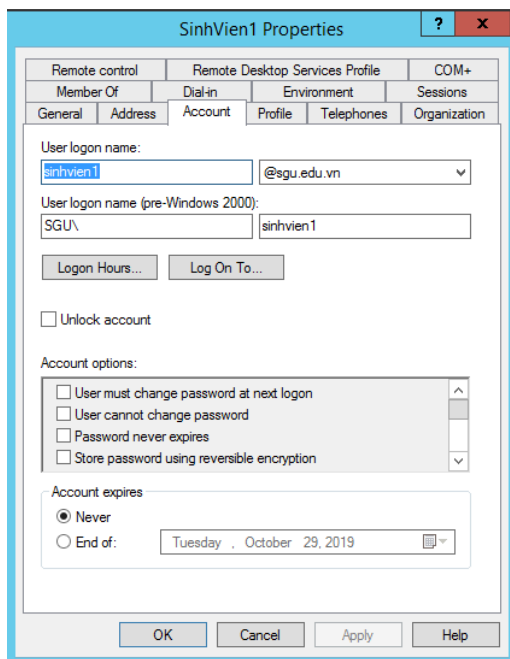 SinhVien1 Properties
?
x
Remote control Remote Desktop Services Profile COM+
Member Of Dial-in Environment Sessions
General Address Account Profile Telephones Organization
User logon name:
sinhvien1 @sgu.edu.vn
User logon name (pre-Windows 2000):
SGU\ sinhvien1
Logon Hours... Log On To...
Unlock account
Account options:
User must change password at next logon
User cannot change password
Password never expires
Store password using reversible encryption
Account expires
Never
End of: Tuesday , October 29, 2019
OK Cancel Apply Help